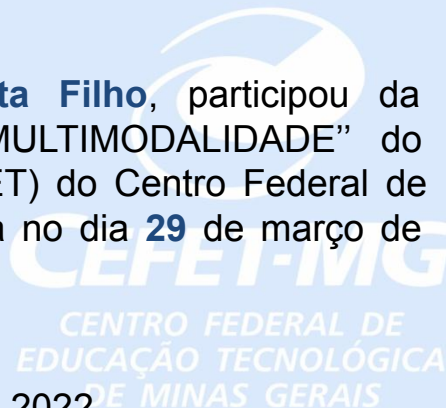 ta Filho, participou da
MULTIMODALIDADE” do
ET) do Centro Federal de
a no dia 29 de março de
CEFET-MG
CENTRO FEDERAL DE
EDUCAÇÃO TECNOLÓGICA
DE MINAS GERAIS
2022